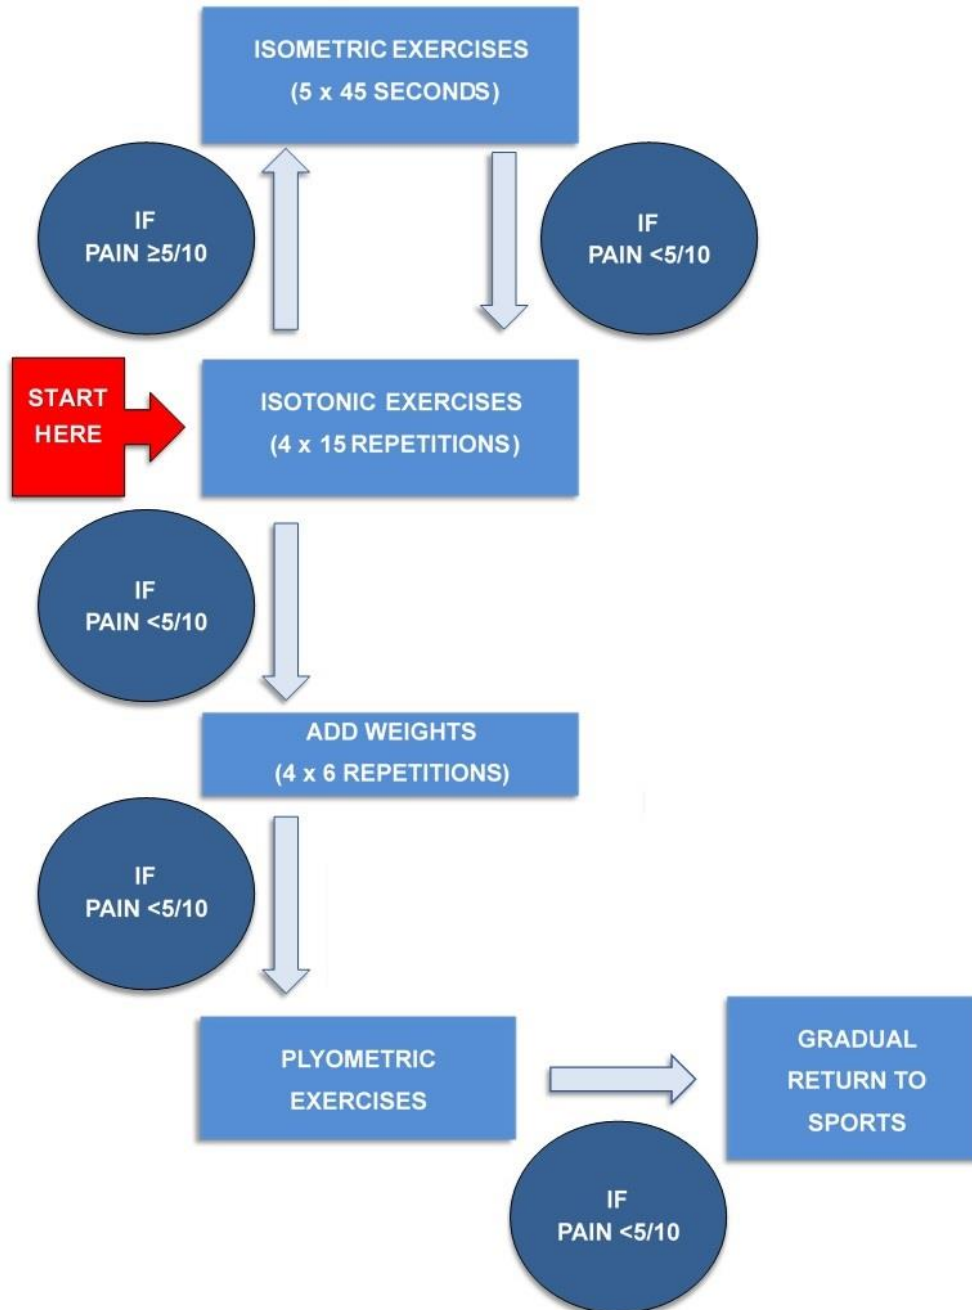 ISOMETRIC EXERCISES
(5 x 45 SECONDS)
IF
PAIN ≥5/10
IF
PAIN <5/10
START
HERE
ISOTONIC EXERCISES
(4 x 15 REPETITIONS)
IF
PAIN <5/10
ADD WEIGHTS
(4 x 6 REPETITIONS)
IF
PAIN <5/10
PLYOMETRIC
EXERCISES
GRADUAL
RETURN TO
SPORTS
IF
PAIN <5/10